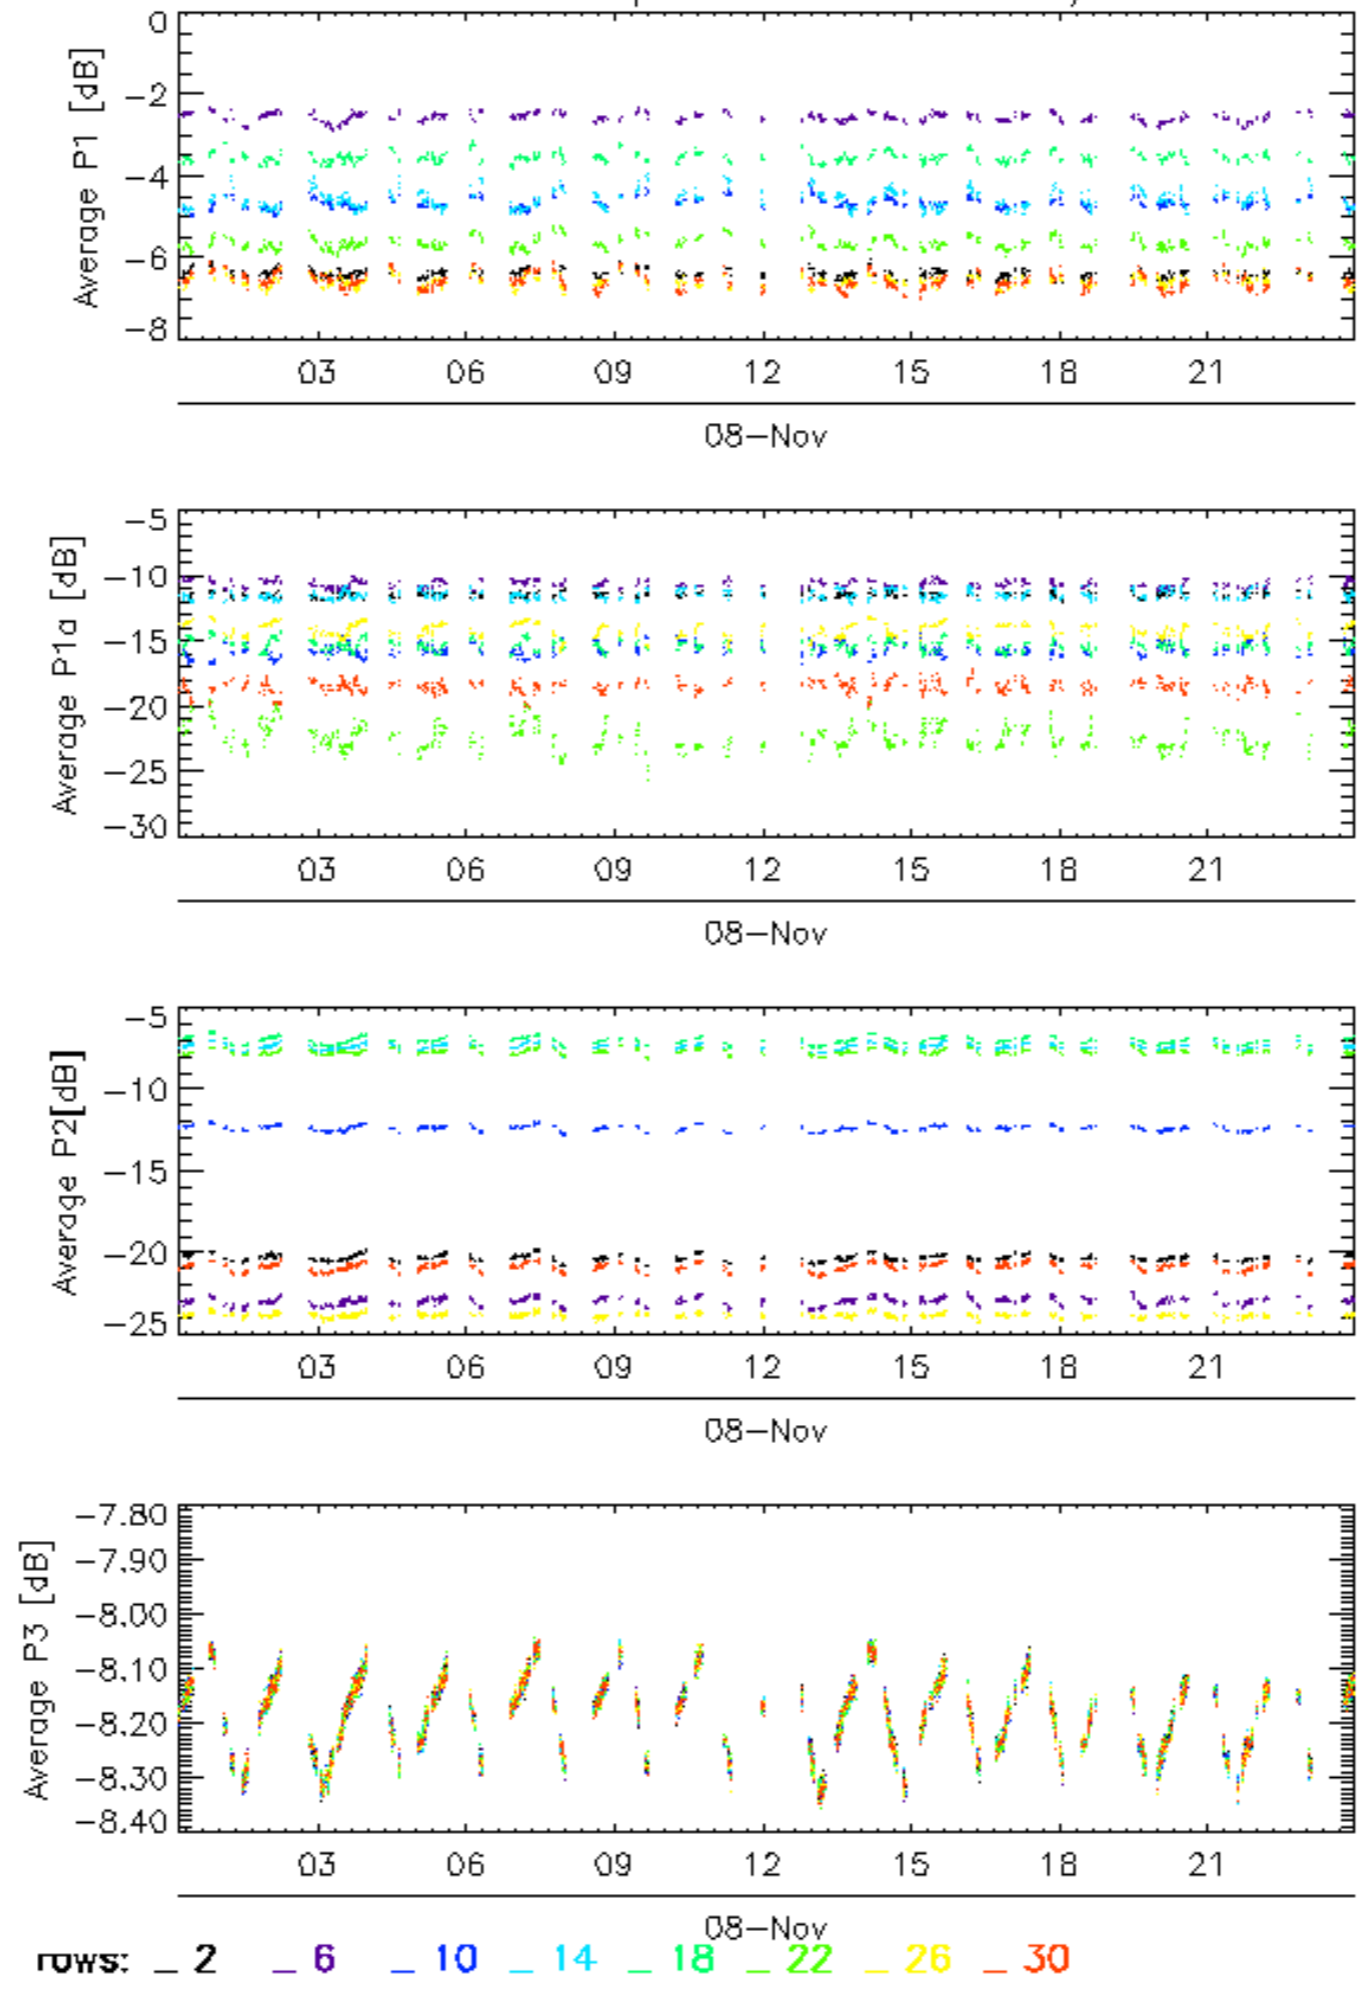 0
-2
-4
-6
-8
Average P1 [dB]
03 06 09 12 15 18 21
08-Nov
-5
-10
-15
-20
-25
-30
Average P1a [dB]
03 06 09 12 15 18 21
08-Nov
-5
-10
-15
-20
-25
Average P2[dB]
03 06 09 12 15 18 21
08-Nov
-7.80
-7.90
-8.00
-8.10
-8.20
-8.30
-8.40
Average P3 [dB]
03 06 09 12 15 18 21
08-Nov
rows: _ 2 _ 6 _ 10 _ 14 _ 18 _ 22 _ 26 _ 30